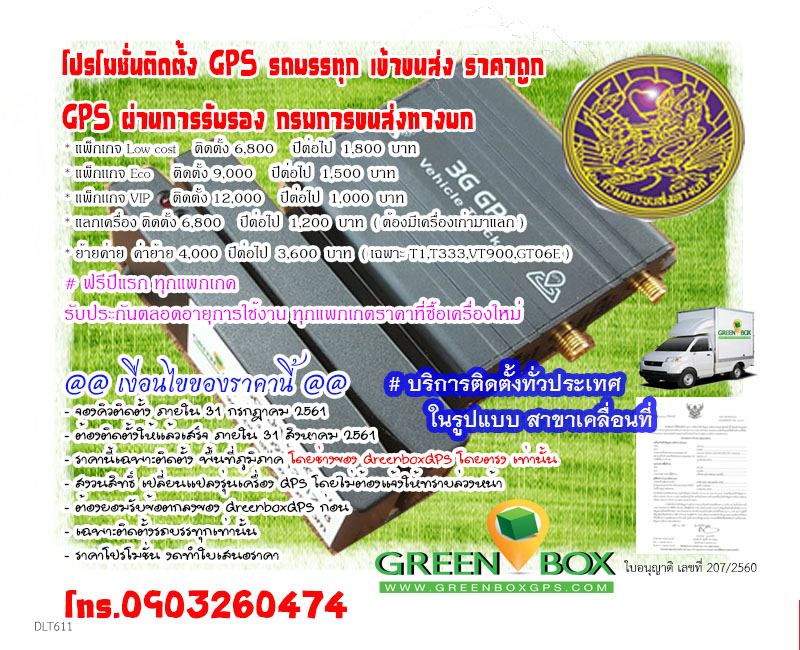 โปรโมชั่นติดตั้ง GPS รถบรรทุก เข้าขนส่ง ราคาถูก
GPS ผ่านการรับรอง กรมการขนส่งทางบก
* แพ็กเกจ Low cost ติดตั้ง 6,800 ปีต่อไป 1,800 บาท
* แพ็กแกจ Eco ติดตั้ง 9,000 ปีต่อไป 1,500 บาท
* แพ็กแกจ VIP ติดตั้ง 12,000 ปีต่อไป 1,000 บาท
* แลกเครื่อง ติดตั้ง 6,800 ปีต่อไป 1,200 บาท ( ต้องมีเครื่องเก่ามาแลก )
* ย้ายค่าย ค่าย้าย 4,000 ปีต่อไป 3,600 บาท ( เฉพาะ T1,T333,VT900,GT06E )
# ฟรีปีแรก ทุกแพกเกค
รับประกันตลอดอายุการใช้งาน ทุกแพกเกตราคาที่ซื้อเครื่องใหม่
3G GP
Vehicle
กรมการขนส่งทางบก
GREEN BOX
@@ เงื่อนไขของราคานี้ @@
- จองคิวติดตั้ง ภายใน 31 กรกฎาคม 2561
- ต้องติดตั้งให้แล้วเสร็จ ภายใน 31 สิงหาคม 2561
- ราคานี้เฉพาะติดตั้ง พื้นที่ภูมิภาค โดยช่างของ GreenboxGPS โดยตรง เท่านั้น
- สงวนสิทธิ์ เปลี่ยนแปลงรุ่นเครื่อง GPS โดยไม่ต้องแจ้งให้ทราบล่วงหน้า
- ต้องยอมรับข้อตกลงของ GreenboxGPS ก่อน
- เฉพาะติดตั้งรถบรรทุกเท่านั้น
- ราคาโปรโมชั่น งดทำใบเสนอราคา
# บริการติดตั้งทั่วประเทศ
ในรูปแบบ สาขาเคลื่อนที่
GREEN BOX
WWW.GREENBOXGPS.COM
ใบอนุญาติ เลขที่ 207/2560
โทร.0903260474
DLT611